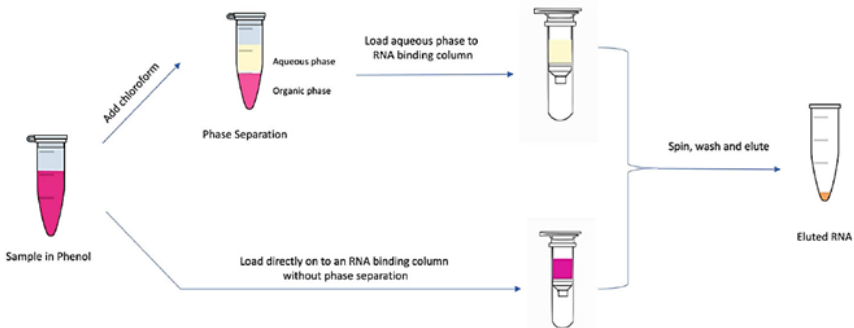 Add chloroform
Aqueous phase
Organic phase
Phase Separation
Load aqueous phase to
RNA binding column
Sample in Phenol
Load directly on to an RNA binding column
without phase separation
Spin, wash and elute
Eluted RNA